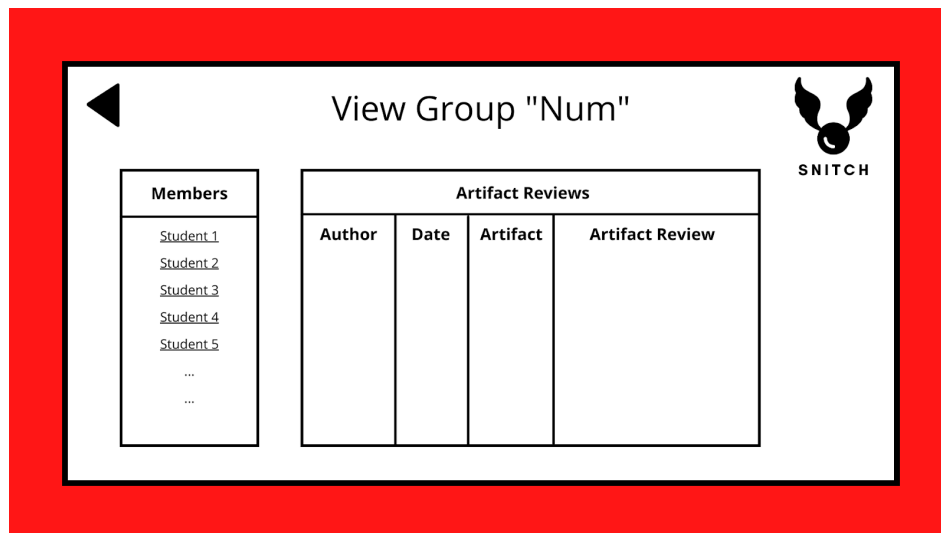 View Group "Num"
SNITCH
Members
Student 1
Student 2
Student 3
Student 4
Student 5
...
...
Artifact Reviews
Author Date Artifact Artifact Review